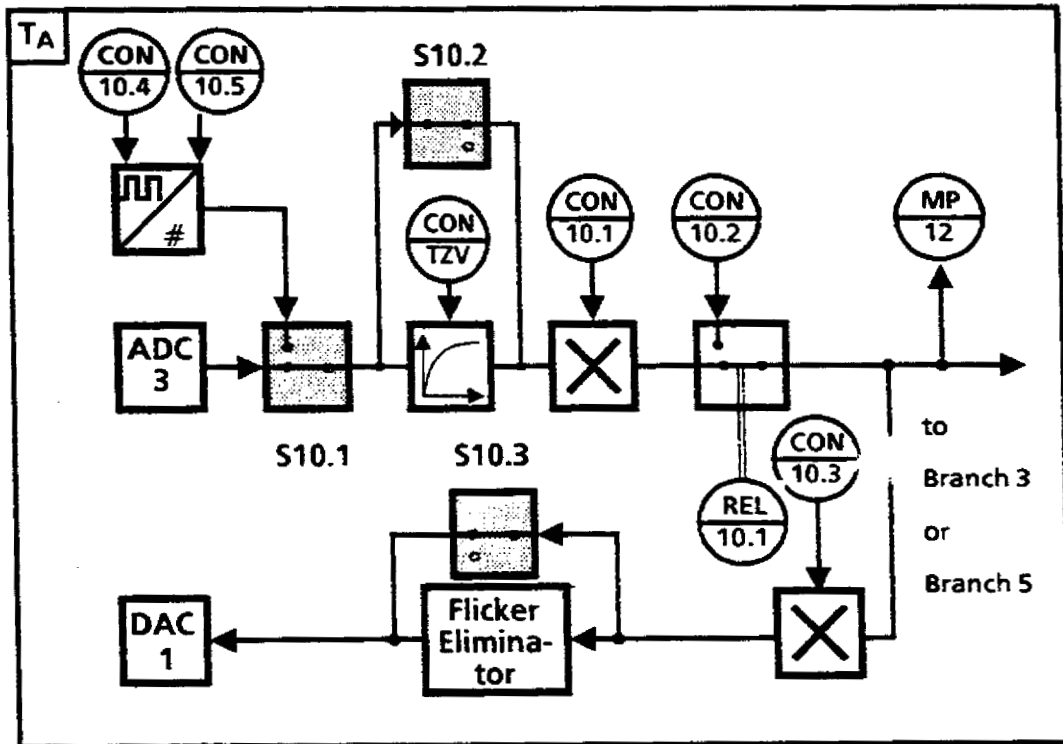 TA
CON
10.4
CON
10.5
S10.2
#
CON
TZV
CON
10.1
CON
10.2
MP
12
ADC
3
S10.1
S10.3
REL
10.1
CON
10.3
to
Branch 3
or
Branch 5
DAC
1
Flicker
Elimina-
tor